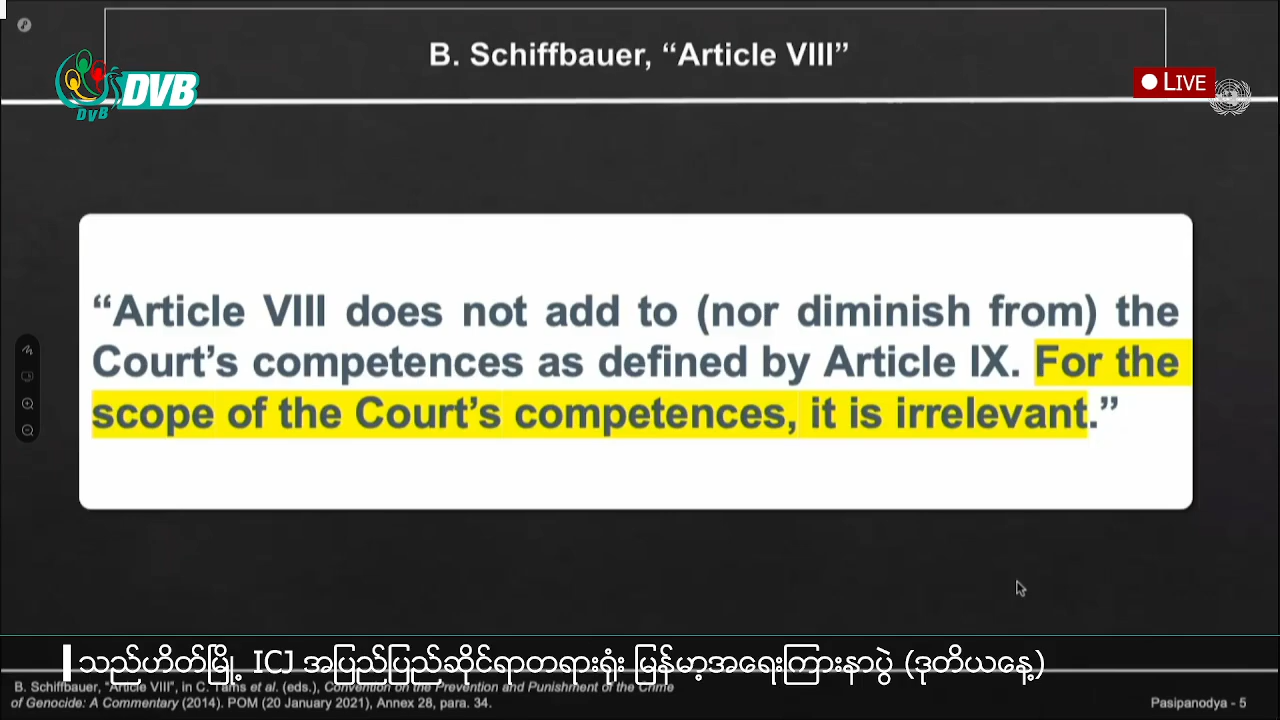 B. Schiffbauer, “Article VIII”
DVB
DVB
LIVE
“Article VIII does not add to (nor diminish from) the
Court’s competences as defined by Article IX. For the
scope of the Court’s competences, it is irrelevant.”
သည်ဟိတ်မြို့ ICJ အပြည်ပြည်ဆိုင်ရာတရားရုံး မြန်မာ့အရေးကြားနာပွဲ (ဒုတိယနေ့)
B. Schiffbauer, “Article VIII”, in C. Tams et al. (eds.), Convention on the Prevention and Punishment of the Crime
of Genocide: A Commentary (2014). POM (20 January 2021), Annex 28, para. 34.
Pasipanodya - 5